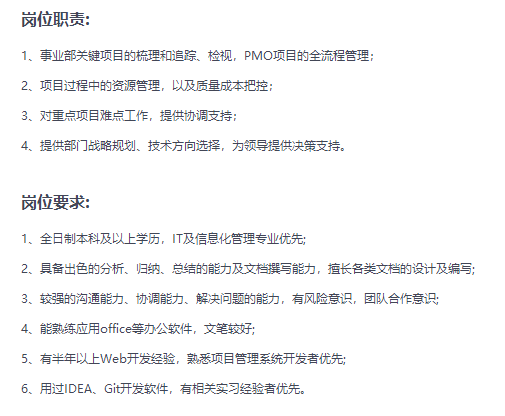 岗位职责:
1、事业部关键项目的梳理和追踪、检视，PMO项目的全流程管理；
2、项目过程中的资源管理，以及质量成本把控；
3、对重点项目难点工作，提供协调支持；
4、提供部门战略规划、技术方向选择，为领导提供决策支持。
岗位要求:
1、全日制本科及以上学历，IT及信息化管理专业优先;
2、具备出色的分析、归纳、总结的能力及文档撰写能力，擅长各类文档的设计及编写;
3、较强的沟通能力、协调能力、解决问题的能力，有风险意识，团队合作意识;
4、能熟练应用office等办公软件，文笔较好;
5、有半年以上Web开发经验，熟悉项目管理系统开发者优先;
6、用过IDEA、Git开发软件，有相关实习经验者优先。